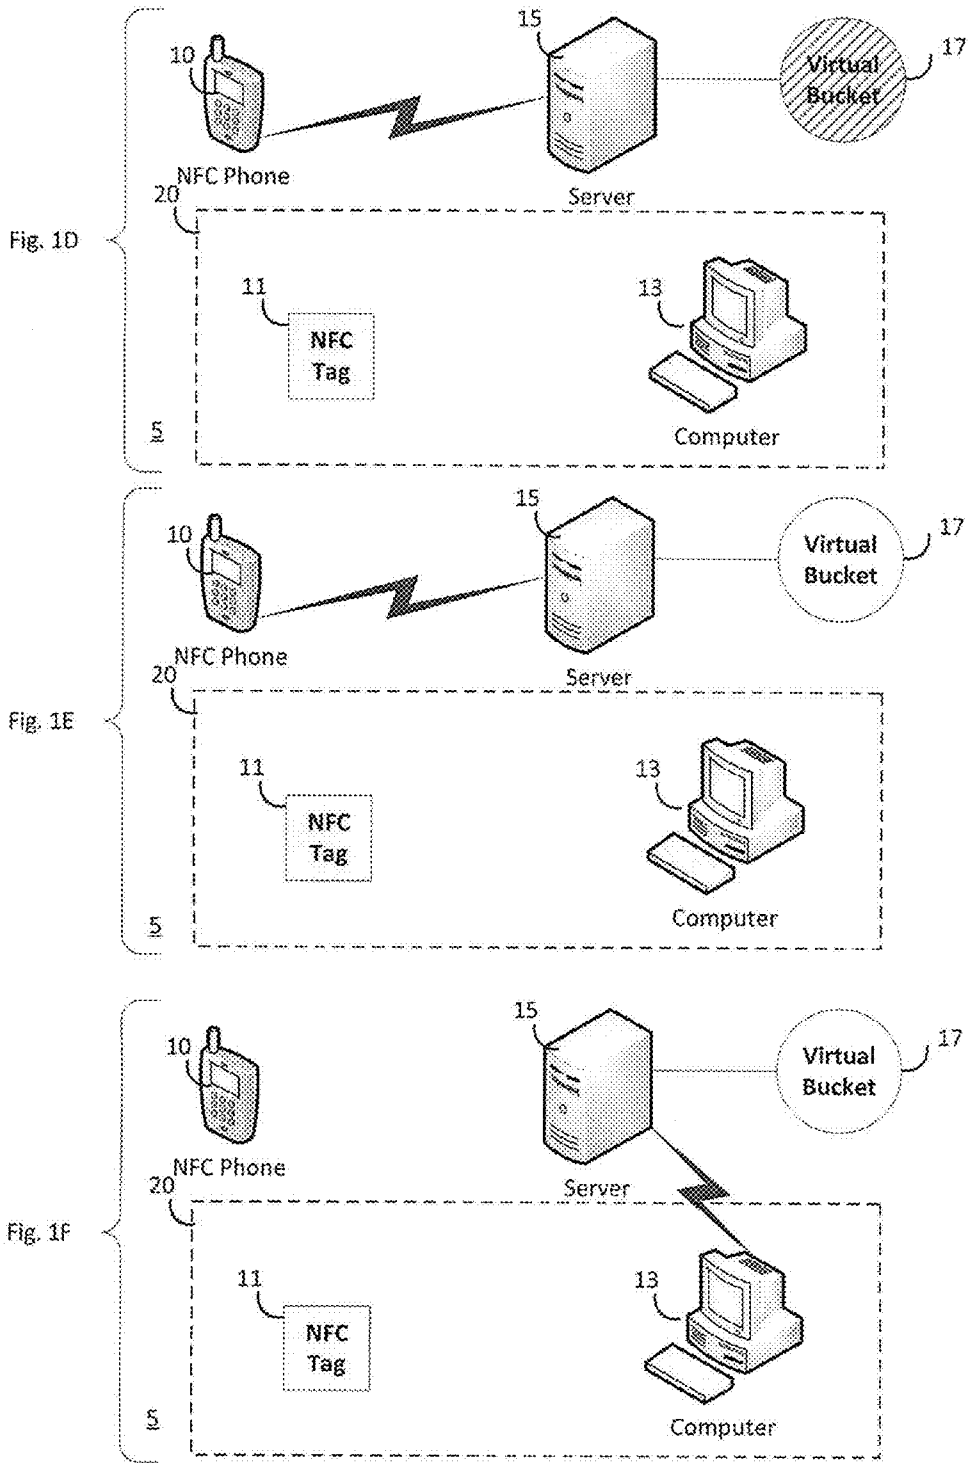 15
17
10
Virtual
Bucket
NFC Phone
Server
20
Fig. 1D
11
13
NFC
Tag
5
Computer
15
17
10
Virtual
Bucket
NFC Phone
Server
20
Fig. 1E
11
13
NFC
Tag
5
Computer
15
17
10
Virtual
Bucket
NFC Phone
Server
20
Fig. 1F
11
13
NFC
Tag
5
Computer